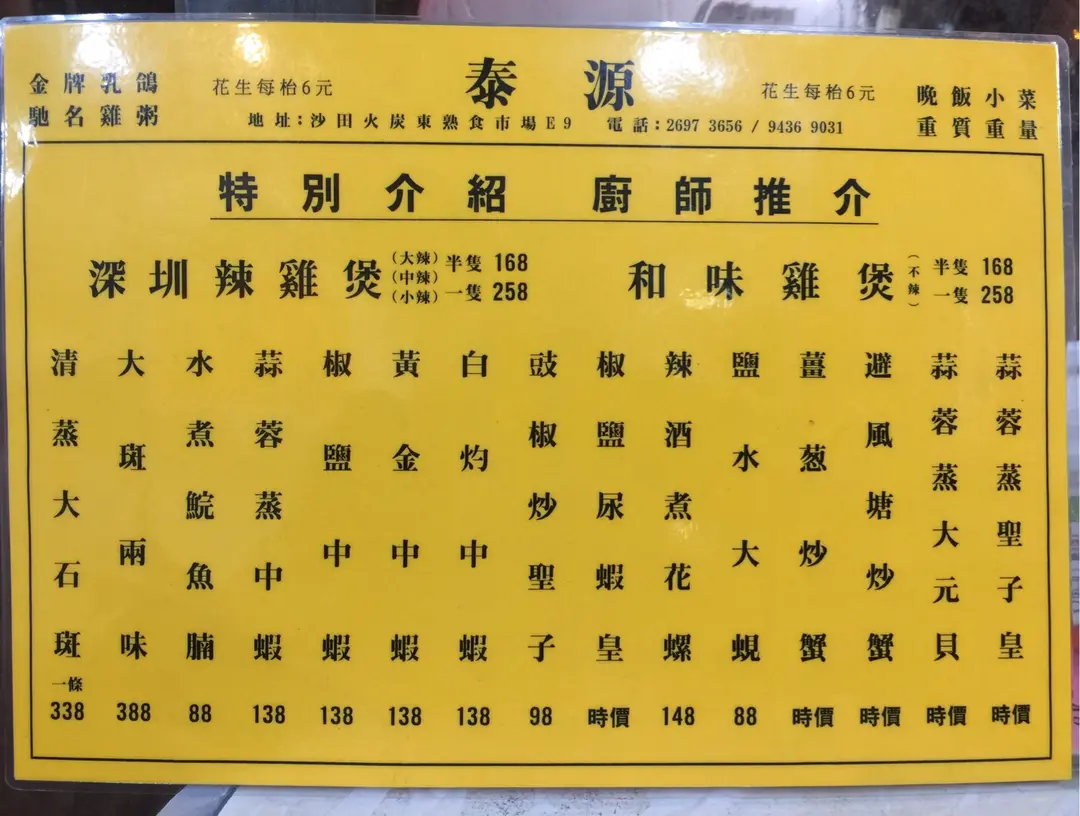 金牌乳鴿
馳名雞粥
花生每枱6元
泰源
花生每枱6元
晚飯小菜
重質重量
地址：沙田火炭東熟食市場E9 電話：2697 3656 / 9436 9031
特別介紹 廚師推介
深圳辣雞煲 (大辣) (中辣) (小辣) 半隻 168 一隻 258
和味雞煲 (不辣) 半隻 168 一隻 258
清蒸大石斑 一條 338
大斑兩味 388
水煮鯇魚腩 88
蒜蓉蒸中蝦 138
椒鹽中蝦 138
黃金中蝦 138
白灼中蝦 138
豉椒炒聖子 98
椒鹽尿蝦皇 時價
辣酒煮花螺 148
鹽水大蜆 88
薑葱炒蟹 時價
避風塘炒蟹 時價
蒜蓉蒸大元貝 時價
蒜蓉蒸聖子皇 時價